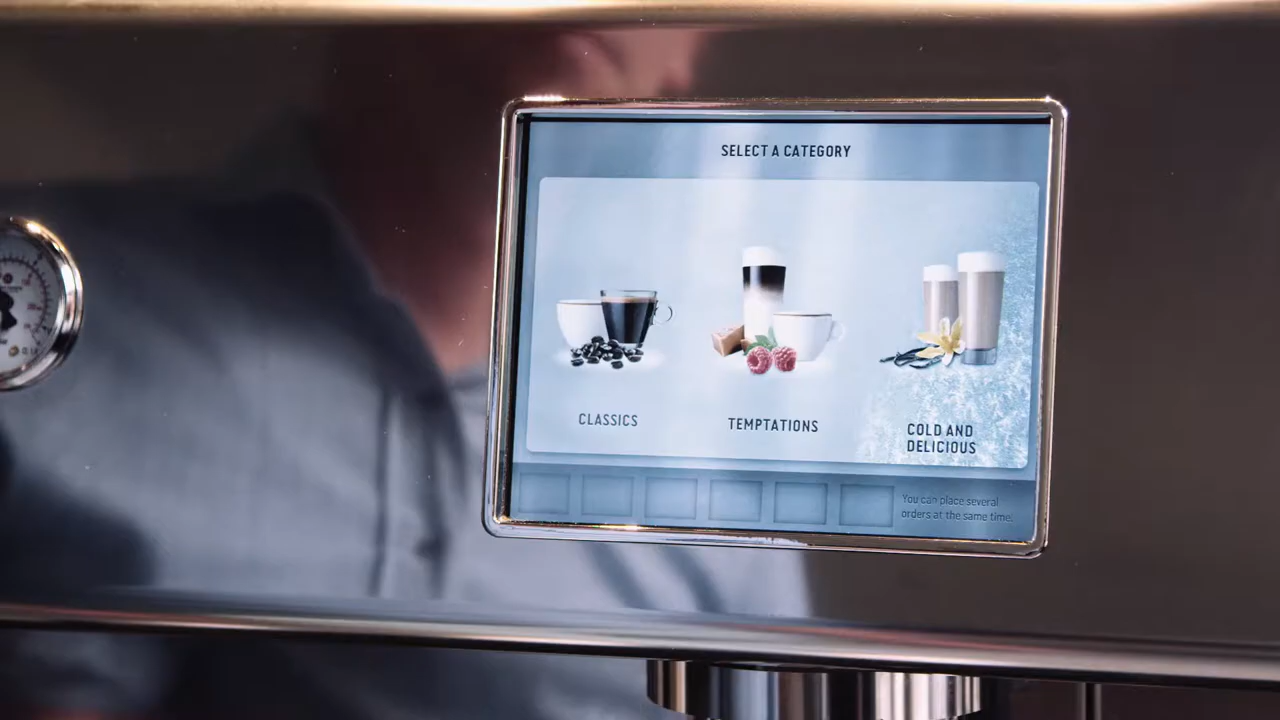 SELECT A CATEGORY
CLASSICS
TEMPTATIONS
COLD AND
DELICIOUS
You can place several
orders at the same time.